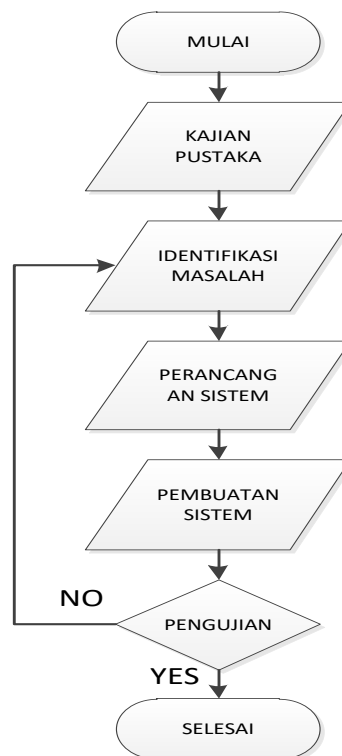 MULAI
KAJIAN
PUSTAKA
IDENTIFIKASI
MASALAH
PERANCANG
AN SISTEM
PEMBUATAN
SISTEM
NO
PENGUJIAN
YES
SELESAI